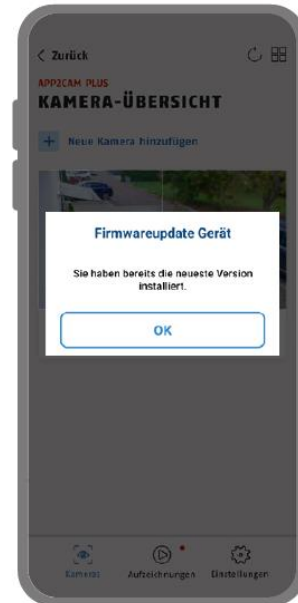 < Zurück
APP2CAM PLUS
KAMERA-ÜBERSICHT
+ Neue Kamera hinzufügen
Firmwareupdate Gerät
Sie haben bereits die neueste Version
installiert.
OK
Kameras Aufzeichnungen Einstellungen